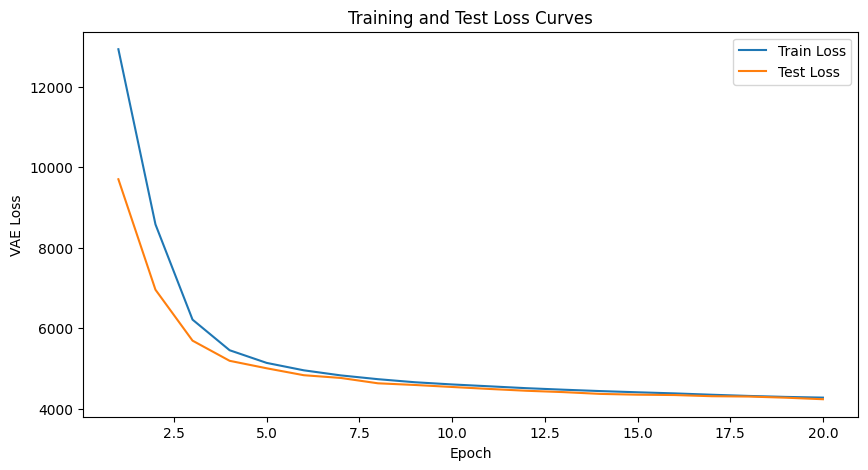 Training and Test Loss Curves
Train Loss
Test Loss
VAE Loss
12000
10000
8000
6000
4000
2.5
5.0
7.5
10.0
12.5
15.0
17.5
20.0
Epoch